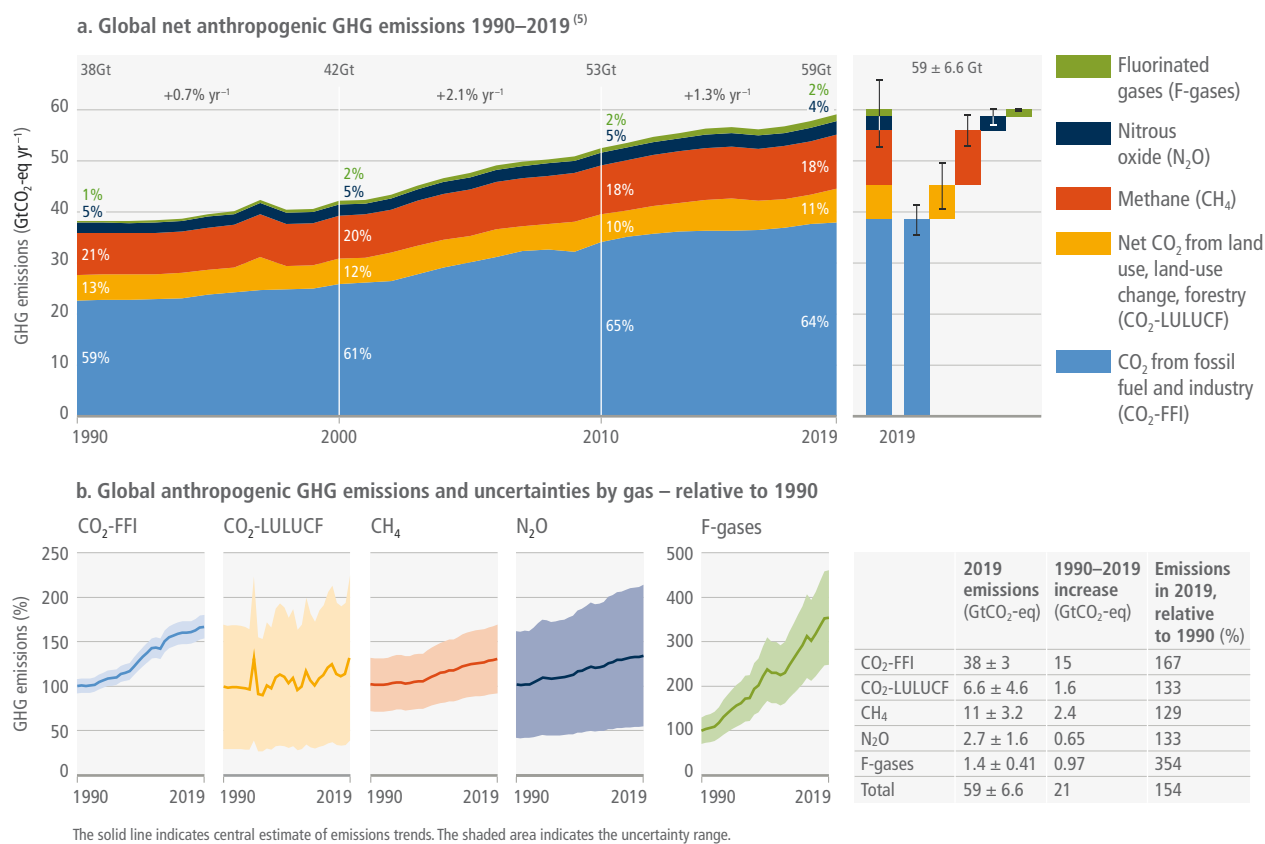 a. Global net anthropogenic GHG emissions 1990–2019 (5)
GHG emissions (GtCO2-eq yr−1)
60
50
40
30
20
10
0
38Gt
42Gt
53Gt
59Gt
+0.7% yr−1
+2.1% yr−1
+1.3% yr−1
1%
5%
21%
13%
59%
2%
5%
20%
12%
61%
2%
5%
18%
10%
65%
2%
4%
18%
11%
64%
1990
2000
2010
2019
59 ± 6.6 Gt
2019
Fluorinated
gases (F-gases)
Nitrous
oxide (N2O)
Methane (CH4)
Net CO2 from land
use, land-use
change, forestry
(CO2-LULUCF)
CO2 from fossil
fuel and industry
(CO2-FFI)
b. Global anthropogenic GHG emissions and uncertainties by gas – relative to 1990
GHG emissions (%)
CO2-FFI
CO2-LULUCF
CH4
N2O
F-gases
250
200
150
100
50
0
500
400
300
200
100
0
1990 2019
1990 2019
1990 2019
1990 2019
1990 2019
2019 emissions (GtCO2-eq)
1990–2019 increase (GtCO2-eq)
Emissions in 2019, relative to 1990 (%)
CO2-FFI 38 ± 3 15 167
CO2-LULUCF 6.6 ± 4.6 1.6 133
CH4 11 ± 3.2 2.4 129
N2O 2.7 ± 1.6 0.65 133
F-gases 1.4 ± 0.41 0.97 354
Total 59 ± 6.6 21 154
The solid line indicates central estimate of emissions trends. The shaded area indicates the uncertainty range.